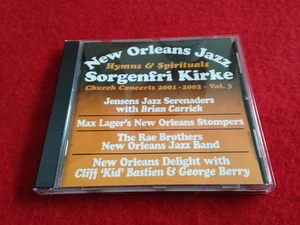 New Orleans Jazz
Hymns & Spirituals
Sorgenfri Kirke
Church Concerts 2001 - 2002 · Vol. 3
Jensens Jazz Serenaders
with Brian Carrick
Max Lager's New Orleans Stompers
The Rae Brothers
New Orleans Jazz Band
New Orleans Delight with
Cliff 'Kid' Bastien & George Berry